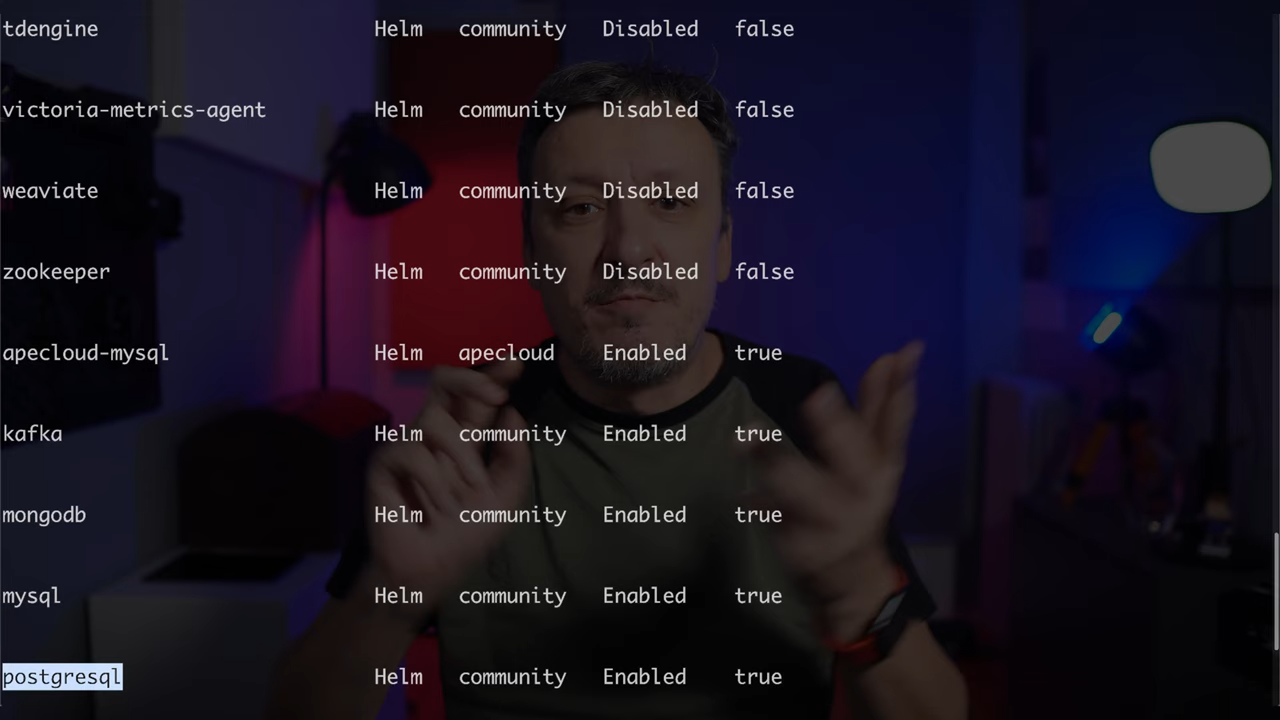 tdengine Helm community Disabled false
victoria-metrics-agent Helm community Disabled false
weaviate Helm community Disabled false
zookeeper Helm community Disabled false
apecloud-mysql Helm apecloud Enabled true
kafka Helm community Enabled true
mongodb Helm community Enabled true
mysql Helm community Enabled true
postgresql Helm community Enabled true